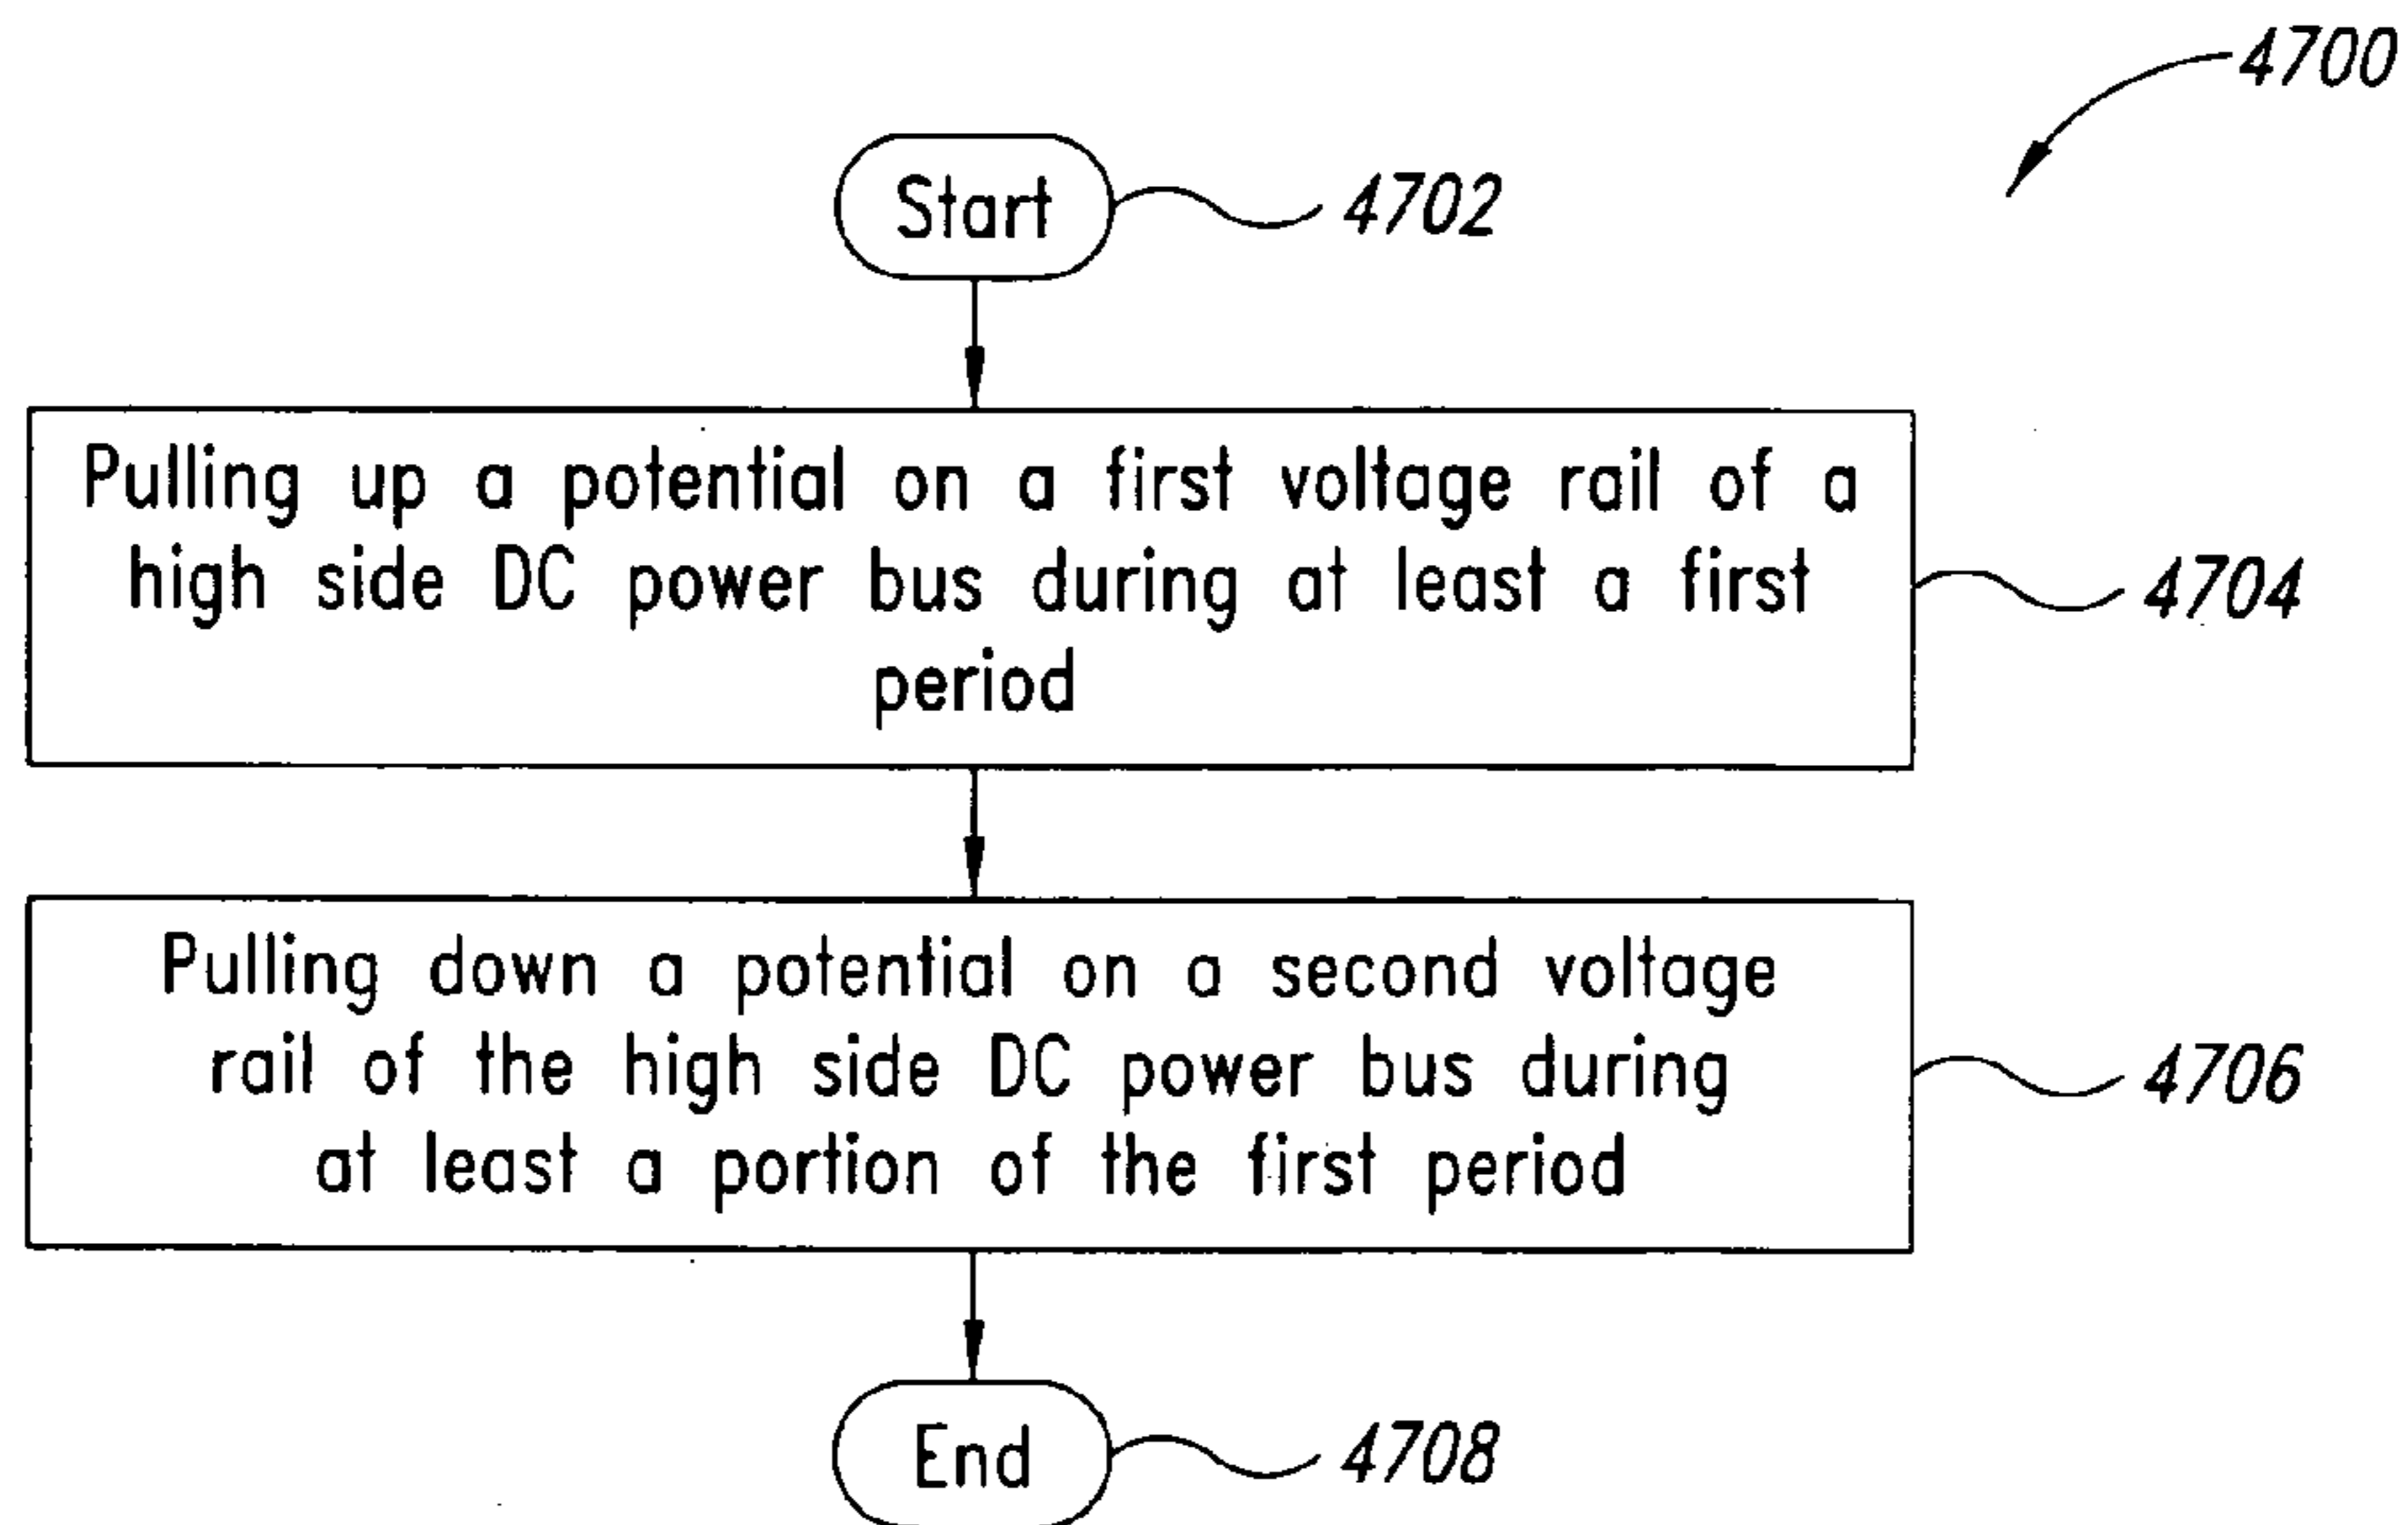 4700
Start
4702
Pulling up a potential on a first voltage rail of a
high side DC power bus during at least a first
period
4704
Pulling down a potential on a second voltage
rail of the high side DC power bus during
at least a portion of the first period
4706
End
4708